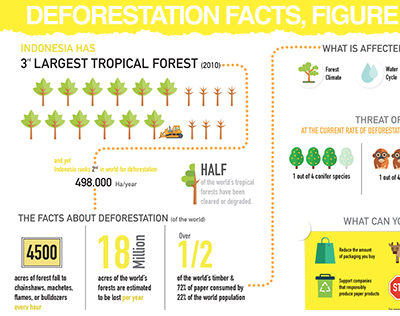 DEFORESTATION FACTS, FIGURE
INDONESIA HAS
3rd LARGEST TROPICAL FOREST (2010)
and yet
Indonesia ranks 2nd in world for deforestation
498.000 Ha/year
HALF
of the world's tropical
forests have been
cleared or degraded.
THE FACTS ABOUT DEFORESTATION (of the world)
4500
acres of forest fall to
chainsaws, machetes,
flames, or bulldozers
every hour
18 Million
acres of the world's
forests are estimated
to be lost per year
Over
1/2
of the world's timber &
72% of paper consumed by
22% of the world population
WHAT IS AFFECTE
Forest
Climate
Water
Cycle
THREAT O
AT THE CURRENT RATE OF DEFORESTA
1 out of 4 conifer species
1 out of 4
WHAT CAN YO
Reduce the amount
of packaging you buy
Support companies
that responsibly
produce paper products